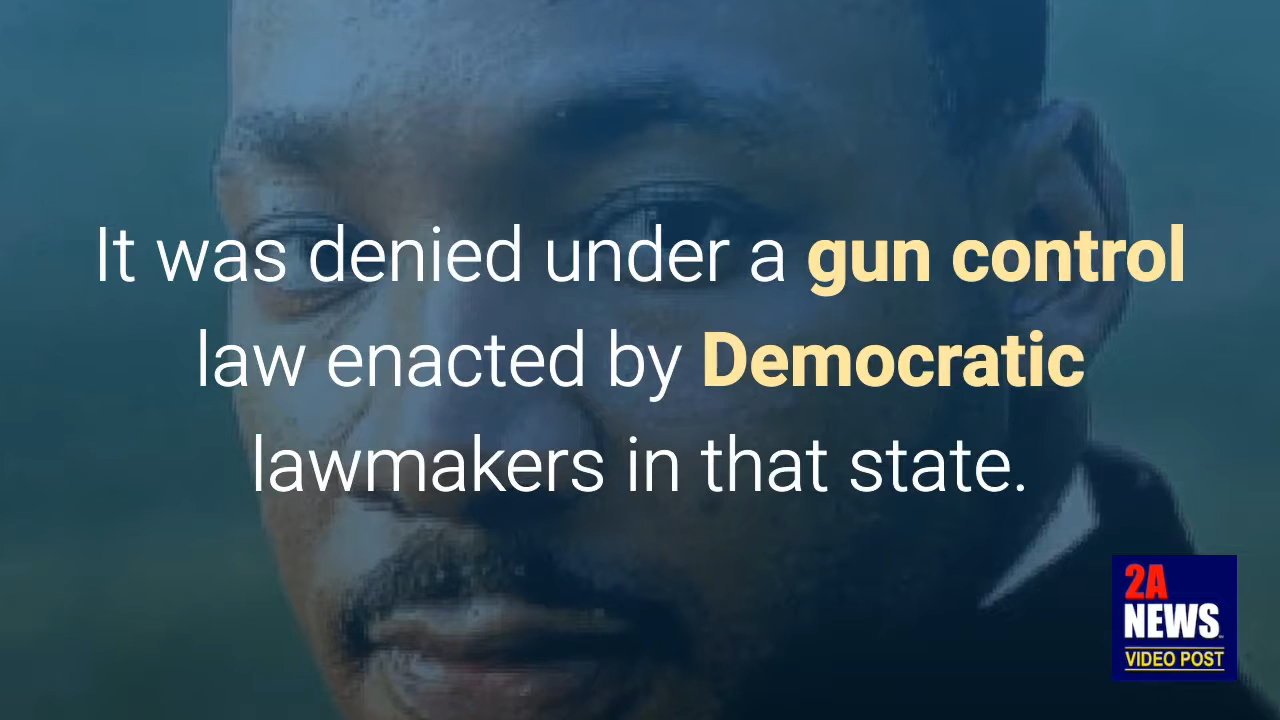 It was denied under a gun control
law enacted by Democratic
lawmakers in that state.
2A
NEWS
VIDEO POST